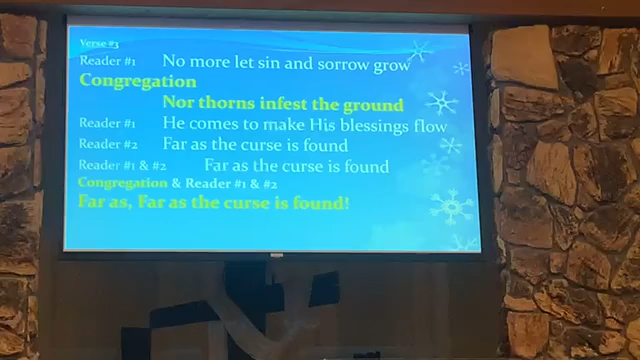 Verse #3
Reader #1 No more let sin and sorrow grow
Congregation
Nor thorns infest the ground
Reader #1 He comes to make His blessings flow
Reader #2 Far as the curse is found
Reader #1 & #2 Far as the curse is found
Congregation & Reader #1 & #2
Far as, Far as the curse is found!